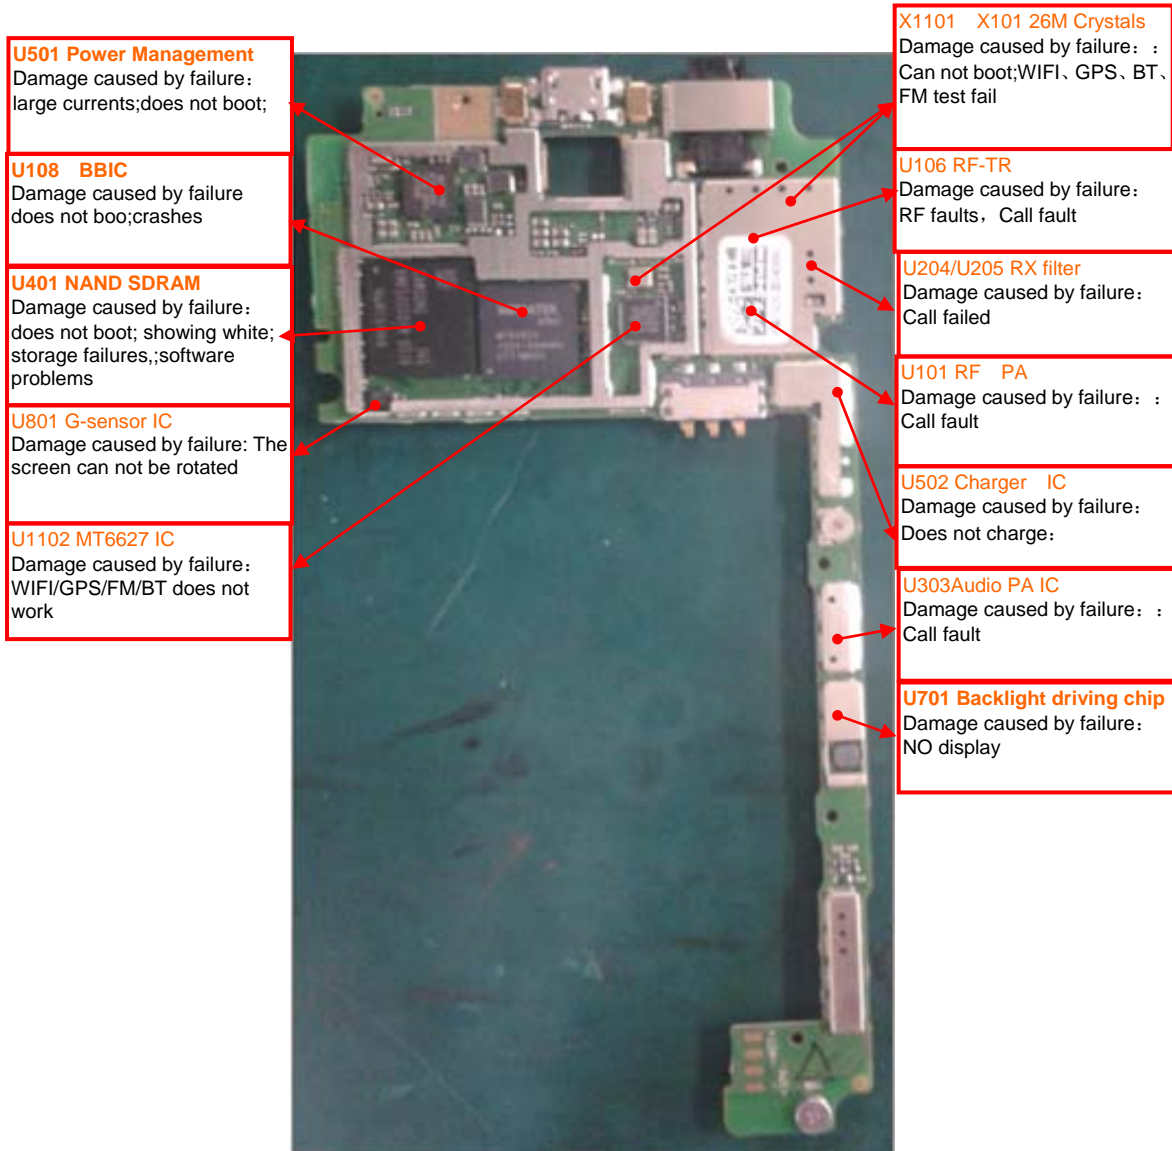 U501 Power Management
Damage caused by failure：
large currents;does not boot;
U108 BBIC
Damage caused by failure
does not boo;crashes
U401 NAND SDRAM
Damage caused by failure：
does not boot; showing white;
storage failures,;software
problems
U801 G-sensor IC
Damage caused by failure: The
screen can not be rotated
U1102 MT6627 IC
Damage caused by failure：
WIFI/GPS/FM/BT does not
work
X1101 X101 26M Crystals
Damage caused by failure：：
Can not boot;WIFI、GPS、BT、
FM test fail
U106 RF-TR
Damage caused by failure：
RF faults，Call fault
U204/U205 RX filter
Damage caused by failure：
Call failed
U101 RF PA
Damage caused by failure：：
Call fault
U502 Charger IC
Damage caused by failure：
Does not charge：
U303Audio PA IC
Damage caused by failure：：
Call fault
U701 Backlight driving chip
Damage caused by failure：
NO display